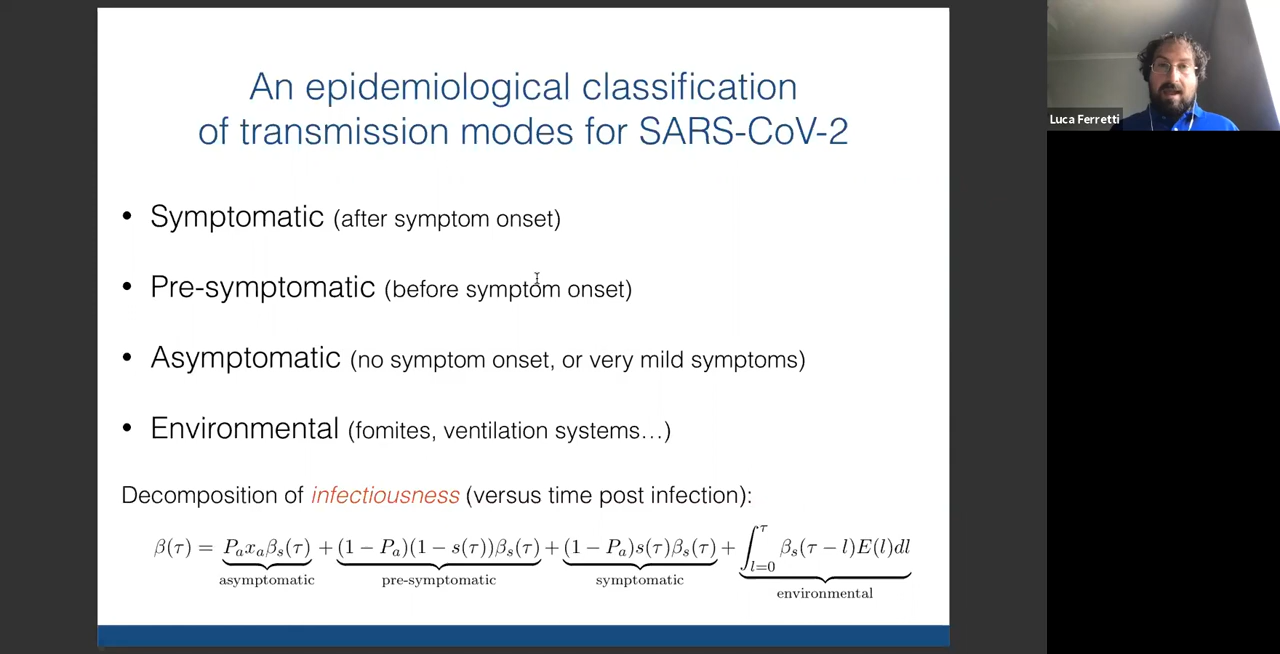 An epidemiological classification
of transmission modes for SARS-CoV-2
• Symptomatic (after symptom onset)
• Pre-symptomatic (before symptom onset)
• Asymptomatic (no symptom onset, or very mild symptoms)
• Environmental (fomites, ventilation systems…)
Decomposition of infectiousness (versus time post infection):
β(τ) = P_a x_a β_s(τ) + (1 − P_a)(1 − s(τ))β_s(τ) + (1 − P_a)s(τ)β_s(τ) + ∫_{l=0}^{τ} β_s(τ − l)E(l)dl
asymptomatic pre-symptomatic symptomatic environmental
Luca Ferretti